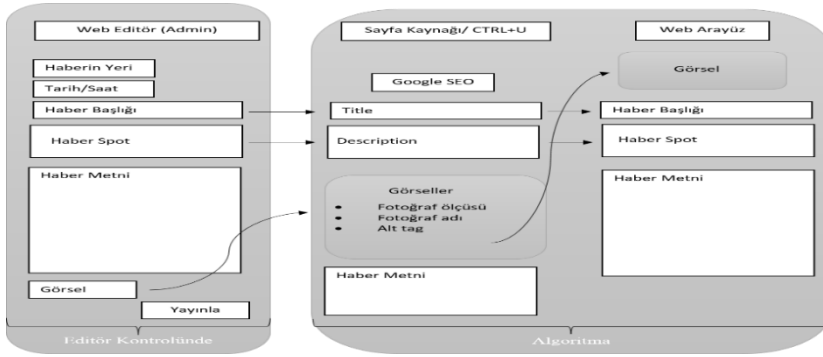 Web Editör (Admin)
Haberin Yeri
Tarih/Saat
Haber Başlığı
Haber Spot
Haber Metni
Görsel
Yayınla
Editör Kontrolünde
Sayfa Kaynağı/ CTRL+U
Google SEO
Title
Description
Görseller
• Fotoğraf ölçüsü
• Fotoğraf adı
• Alt tag
Haber Metni
Web Arayüz
Görsel
Haber Başlığı
Haber Spot
Haber Metni
Algoritma